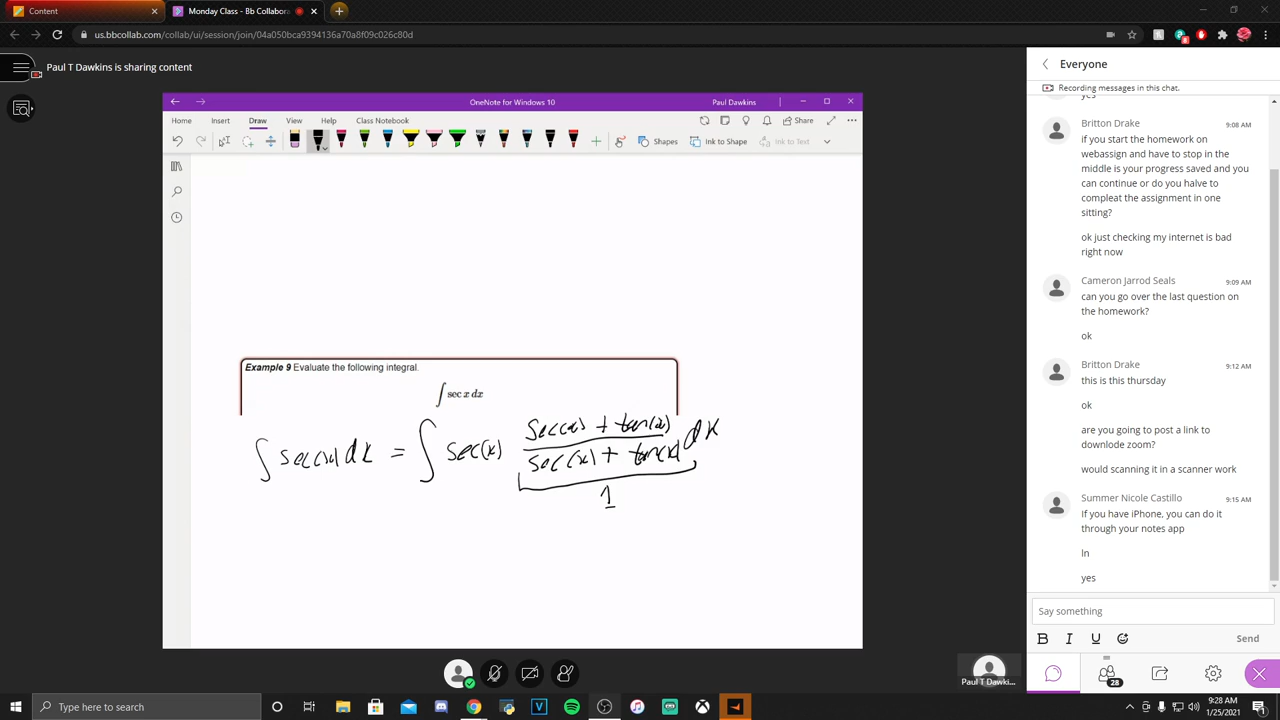 Content
Monday Class - Bb Collabora
us.bbcollab.com/collab/ui/session/join/04a050bca9394136a70a8f09c026c80d
Paul T Dawkins is sharing content
OneNote for Windows 10
Paul Dawkins
Home Insert Draw View Help Class Notebook
Share
Shapes
Ink to Shape
Ink to Text
Example 9 Evaluate the following integral.
∫ sec x dx
∫ sec(x) dx = ∫ sec(x) (sec(x) + tan(x))/(sec(x) + tan(x)) dx
1
Everyone
Recording messages in this chat.
yes
Britton Drake 9:08 AM
if you start the homework on
webassign and have to stop in the
middle is your progress saved and you
can continue or do you halve to
compleat the assignment in one
sitting?
ok just checking my internet is bad
right now
Cameron Jarrod Seals 9:09 AM
can you go over the last question on
the homework?
ok
Britton Drake 9:12 AM
this is this thursday
ok
are you going to post a link to
downlode zoom?
would scanning it in a scanner work
Summer Nicole Castillo 9:15 AM
If you have iPhone, you can do it
through your notes app
In
yes
Say something
B I U
Send
Paul T Dawki...
28
Type here to search
9:28 AM
1/25/2021